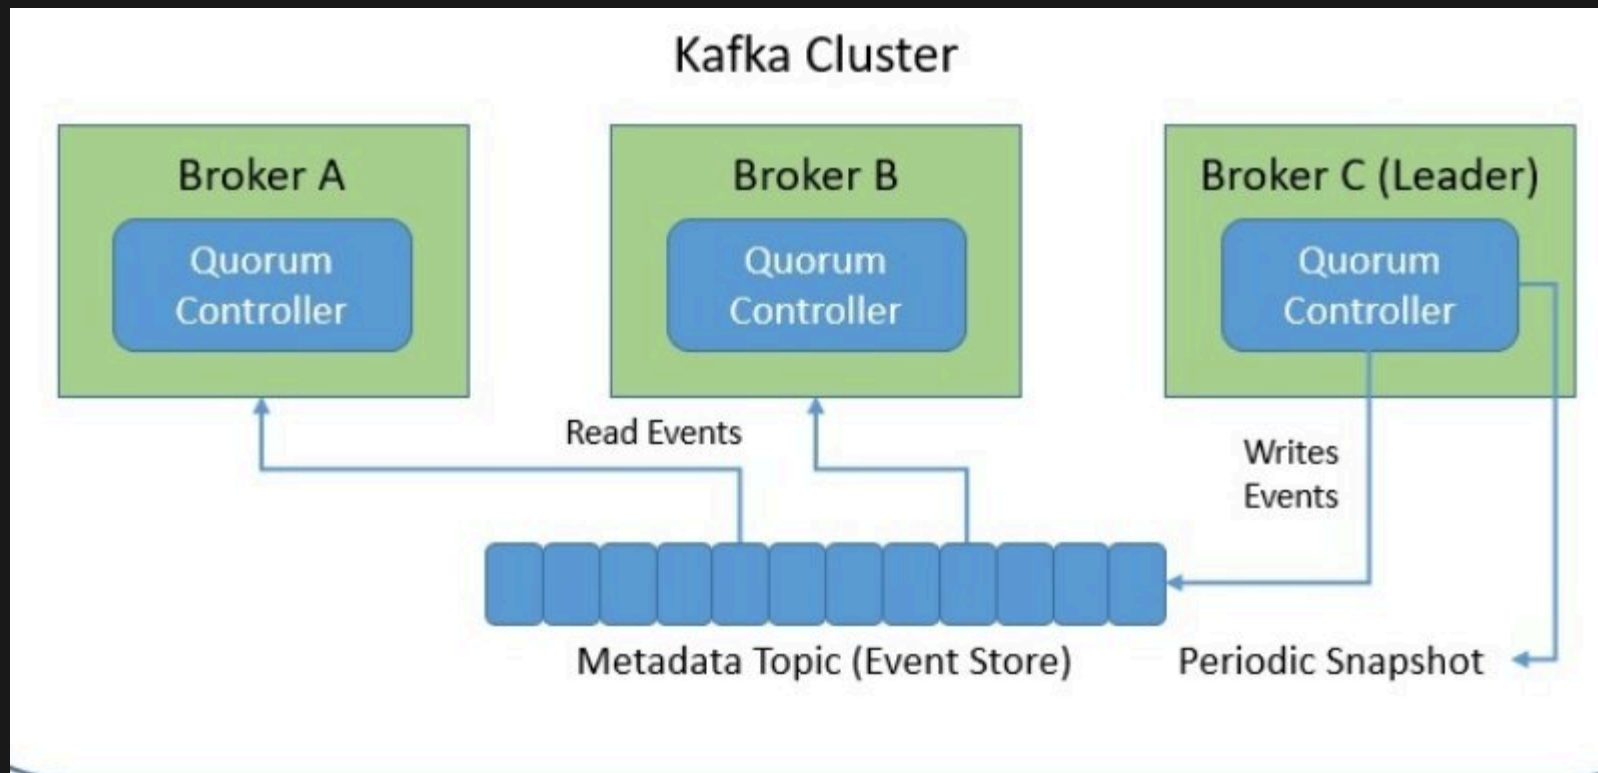 Kafka Cluster
Broker A
Quorum
Controller
Broker B
Quorum
Controller
Broker C (Leader)
Quorum
Controller
Read Events
Writes
Events
Metadata Topic (Event Store)
Periodic Snapshot